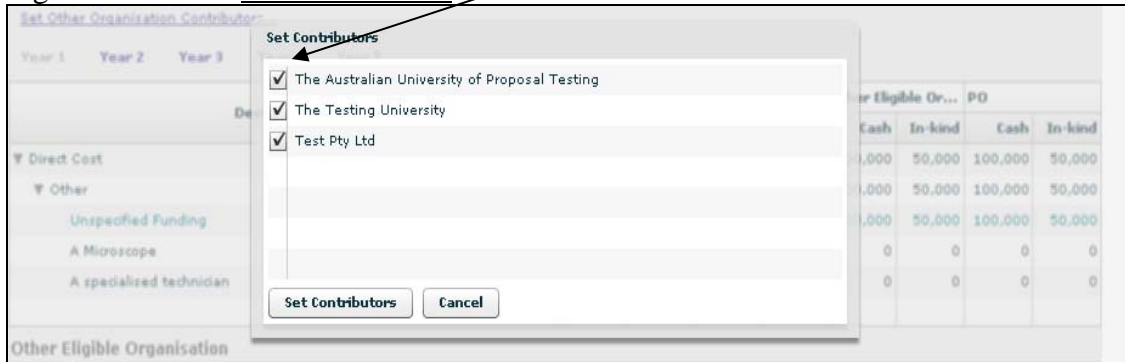 Set Other Organisation Contributors
Year 1 Year 2 Year 3
Set Contributors
The Australian University of Proposal Testing
The Testing University
Test Pty Ltd
Set Contributors Cancel
er Eligible Or... PO
De
Cash In-kind Cash In-kind
Direct Cost ,000 50,000 100,000 50,000
Other ,000 50,000 100,000 50,000
Unspecified Funding ,000 50,000 100,000 50,000
A Microscope 0 0 0 0
A specialised technician 0 0 0 0
Other Eligible Organisation